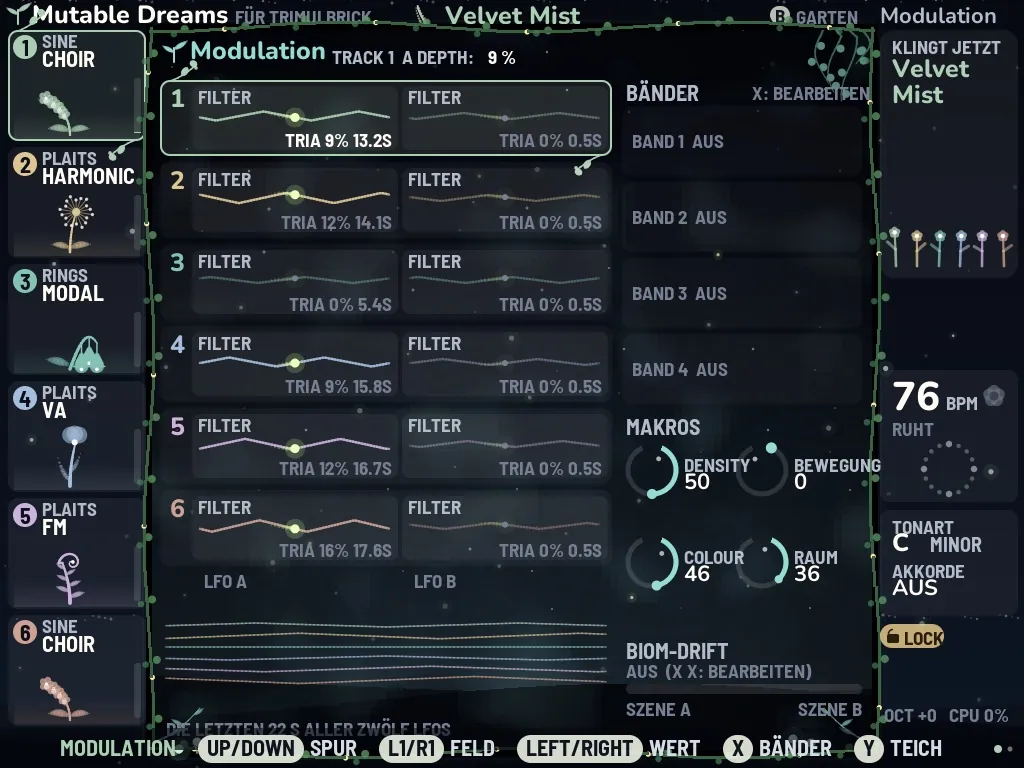 Mutable Dreams FÜR TRIMUI BRICK
Velvet Mist
B GARTEN
Modulation
1 SINE
CHOIR
2 PLAITS
HARMONIC
3 RINGS
MODAL
4 PLAITS
VA
5 PLAITS
FM
6 SINE
CHOIR
Modulation TRACK 1 A DEPTH: 9 %
1 FILTER FILTER
TRIA 9% 13.2S TRIA 0% 0.5S
2 FILTER FILTER
TRIA 12% 14.1S TRIA 0% 0.5S
3 FILTER FILTER
TRIA 0% 5.4S TRIA 0% 0.5S
4 FILTER FILTER
TRIA 9% 15.8S TRIA 0% 0.5S
5 FILTER FILTER
TRIA 12% 16.7S TRIA 0% 0.5S
6 FILTER FILTER
TRIA 16% 17.6S TRIA 0% 0.5S
LFO A LFO B
DIE LETZTEN 22 S ALLER ZWÖLF LFOS
BÄNDER X: BEARBEITEN
BAND 1 AUS
BAND 2 AUS
BAND 3 AUS
BAND 4 AUS
MAKROS
DENSITY
50
BEWEGUNG
0
COLOUR
46
RAUM
36
BIOM-DRIFT
AUS (X X: BEARBEITEN)
SZENE A SZENE B
KLINGT JETZT
Velvet
Mist
76 BPM
RUHT
TONART
C MINOR
AKKORDE
AUS
LOCK
OCT +0 CPU 0%
MODULATION UP/DOWN SPUR L1/R1 FELD LEFT/RIGHT WERT X BÄNDER Y TEICH